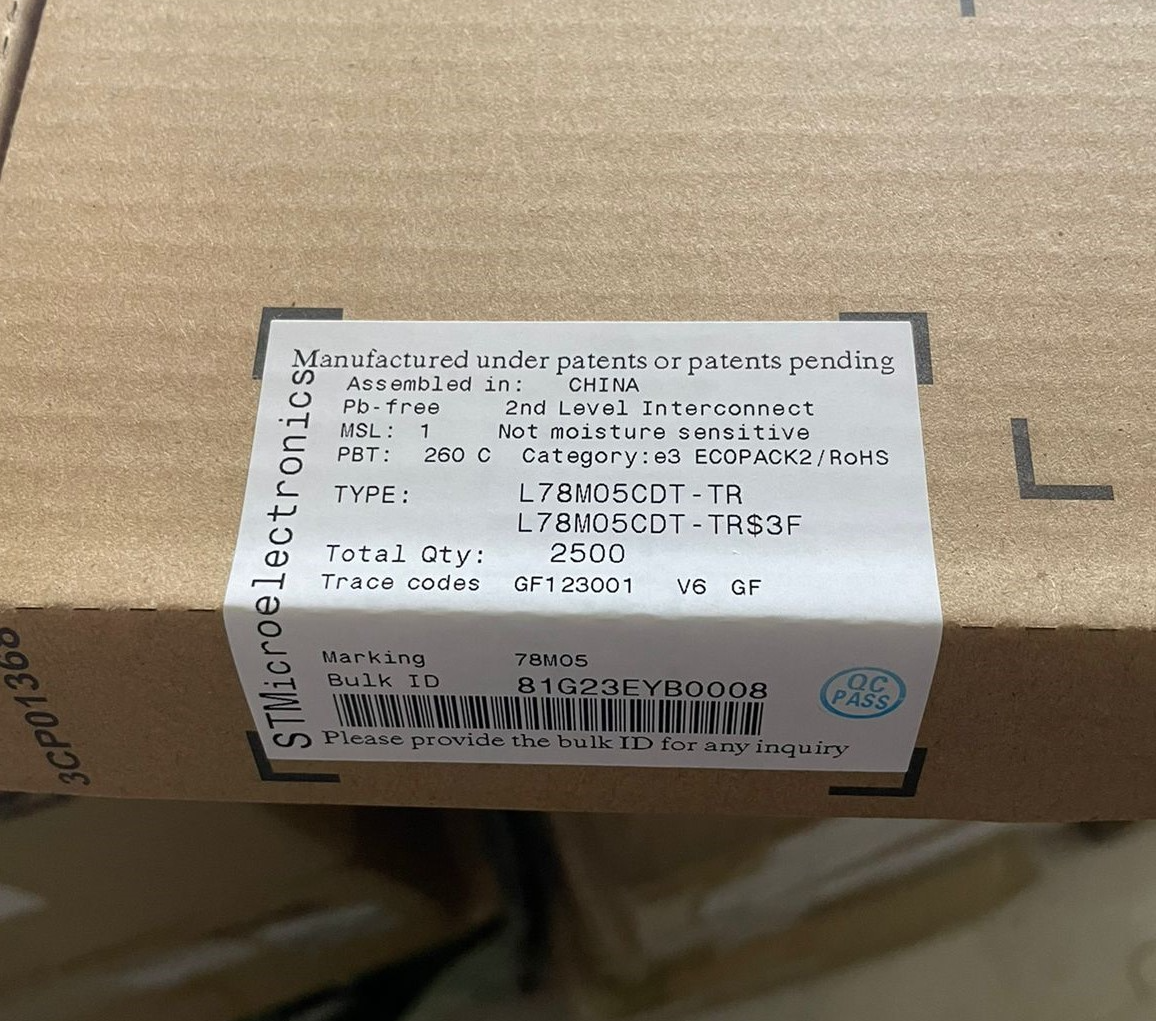 Manufactured under patents or patents pending
Assembled in: CHINA
Pb-free 2nd Level Interconnect
MSL: 1 Not moisture sensitive
PBT: 260 C Category:e3 ECOPACK2/RoHS
TYPE: L78M05CDT-TR
L78M05CDT-TR$3F
Total Qty: 2500
Trace codes GF123001 V6 GF
Marking 78M05
Bulk ID 81G23EYB0008
Please provide the bulk ID for any inquiry
STMicroelectronics
QC
PASS
3CP01368